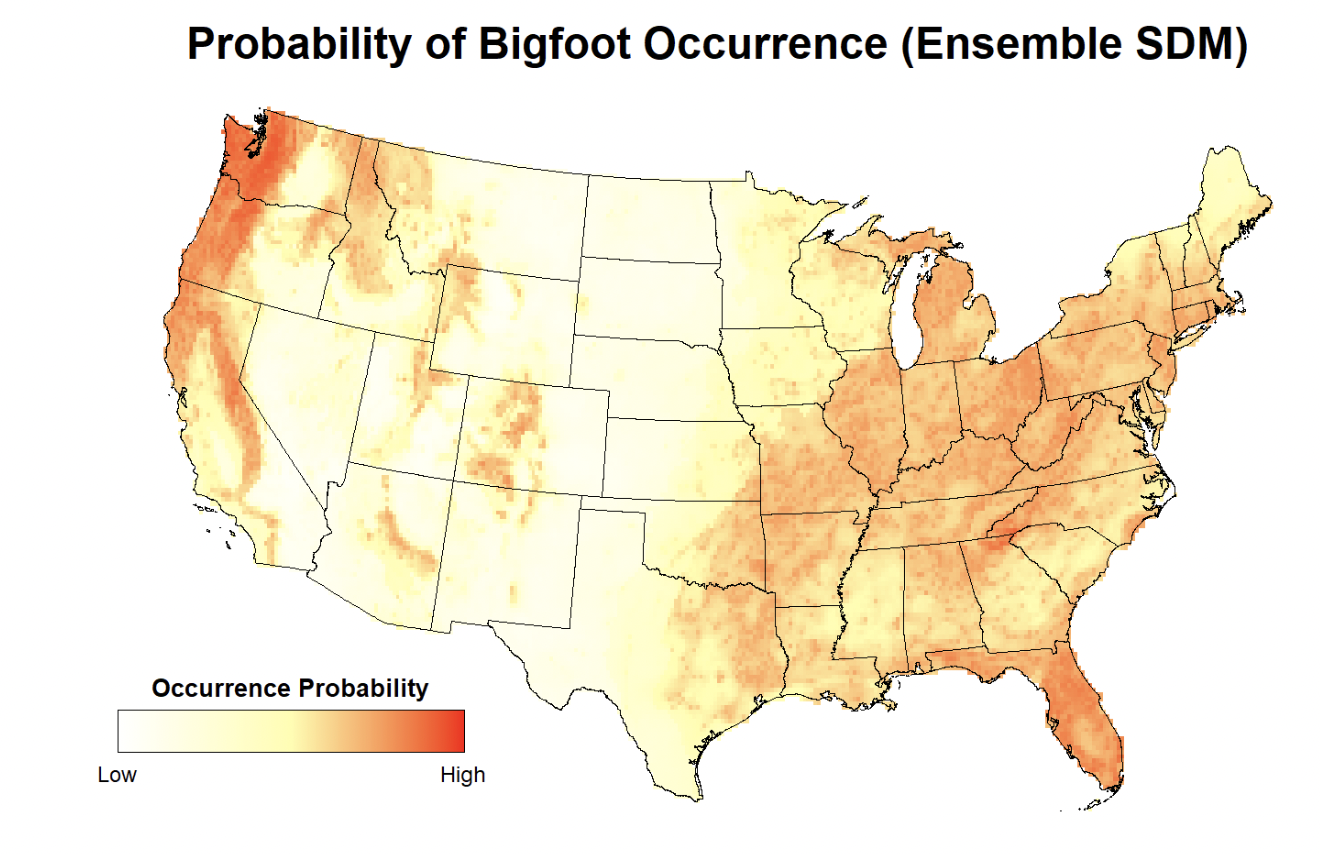 Probability of Bigfoot Occurrence (Ensemble SDM)
Occurrence Probability
Low High